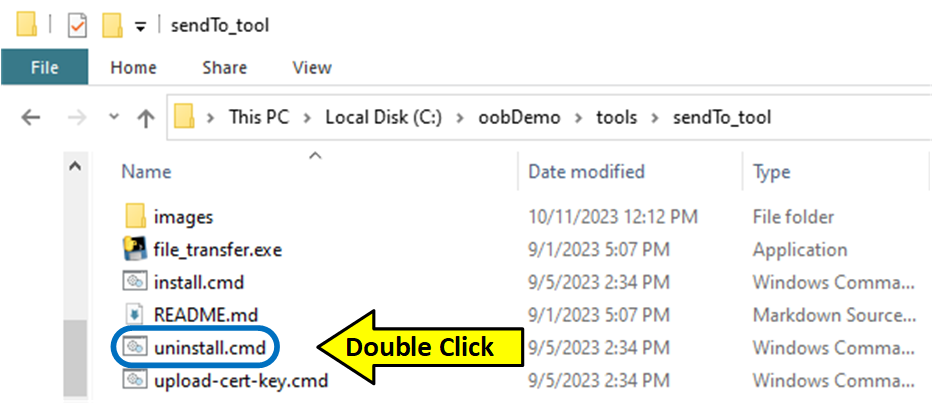 sendTo_tool
File Home Share View
This PC > Local Disk (C:) > oobDemo > tools > sendTo_tool
Name Date modified Type
images 10/11/2023 12:12 PM File folder
file_transfer.exe 9/1/2023 5:07 PM Application
install.cmd 9/5/2023 2:34 PM Windows Comma...
README.md 9/1/2023 5:07 PM Markdown Source...
uninstall.cmd Double Click 9/5/2023 2:34 PM Windows Comma...
upload-cert-key.cmd 9/5/2023 2:34 PM Windows Comma...